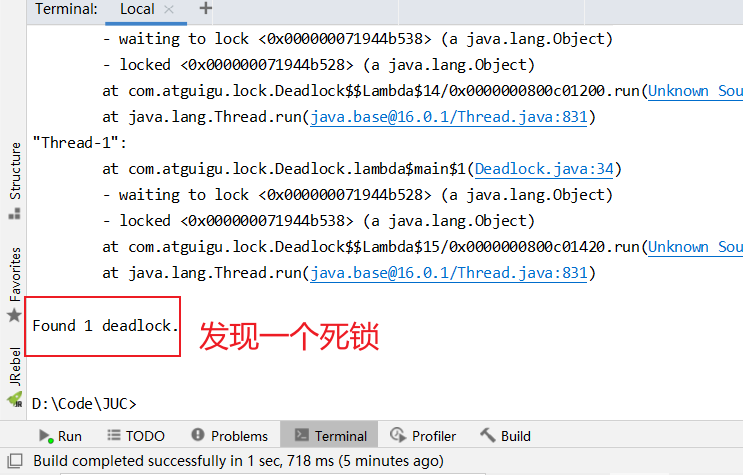 Terminal: Local × +
- waiting to lock <0x000000071944b538> (a java.lang.Object)
- locked <0x000000071944b528> (a java.lang.Object)
at com.atguigu.lock.Deadlock$$Lambda$14/0x0000000800c01200.run(Unknown Sou
at java.lang.Thread.run(java.base@16.0.1/Thread.java:831)
"Thread-1":
at com.atguigu.lock.Deadlock.lambda$main$1(Deadlock.java:34)
- waiting to lock <0x000000071944b528> (a java.lang.Object)
- locked <0x000000071944b538> (a java.lang.Object)
at com.atguigu.lock.Deadlock$$Lambda$15/0x0000000800c01420.run(Unknown Sou
at java.lang.Thread.run(java.base@16.0.1/Thread.java:831)
Found 1 deadlock.
发现一个死锁
D:\Code\JUC>
Structure
Favorites
JRebel
Run TODO Problems Terminal Profiler Build
Build completed successfully in 1 sec, 718 ms (5 minutes ago)